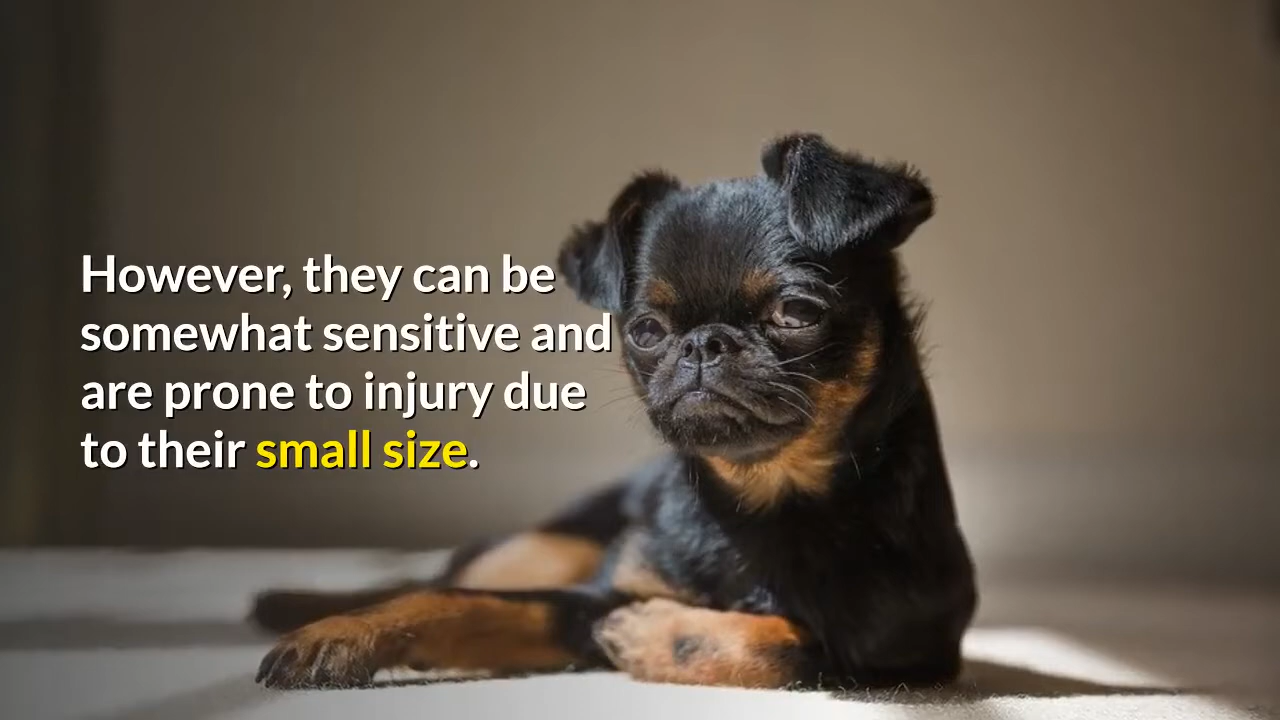 However, they can be
somewhat sensitive and
are prone to injury due
to their small size.